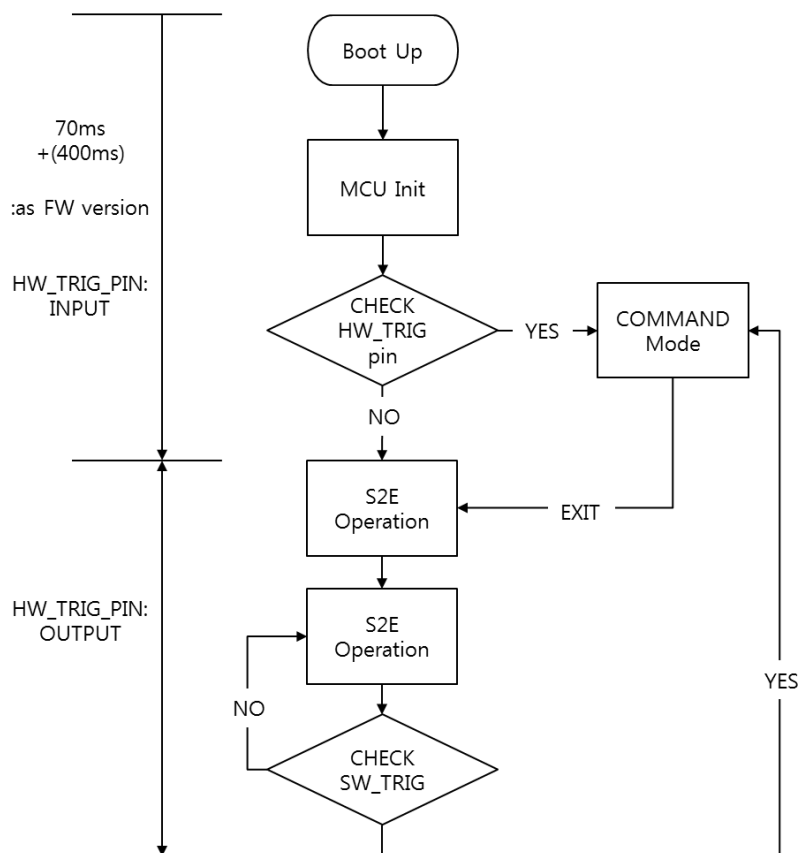 Boot Up
70ms
+(400ms)
:as FW version
MCU Init
HW_TRIG_PIN:
INPUT
CHECK
HW_TRIG
pin
YES
COMMAND
Mode
NO
S2E
Operation
EXIT
HW_TRIG_PIN:
OUTPUT
S2E
Operation
NO
YES
CHECK
SW_TRIG